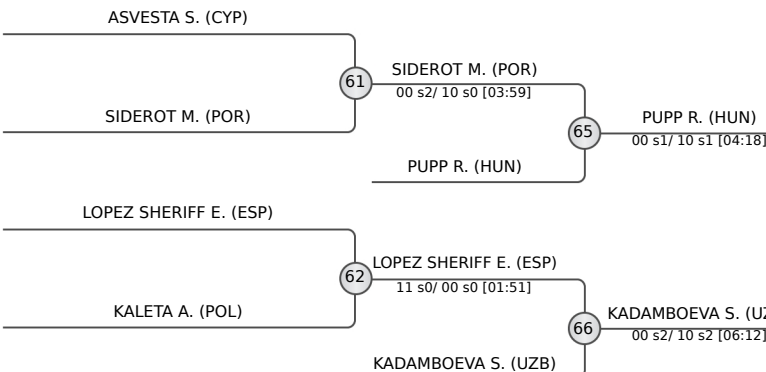 ASVESTA S. (CYP)
61
SIDEROT M. (POR)
00 s2/ 10 s0 [03:59]
SIDEROT M. (POR)
65
PUPP R. (HUN)
00 s1/ 10 s1 [04:18]
PUPP R. (HUN)
LOPEZ SHERIFF E. (ESP)
62
LOPEZ SHERIFF E. (ESP)
11 s0/ 00 s0 [01:51]
KALETA A. (POL)
66
KADAMBOEVA S. (UZ
00 s2/ 10 s2 [06:12]
KADAMBOEVA S. (UZB)